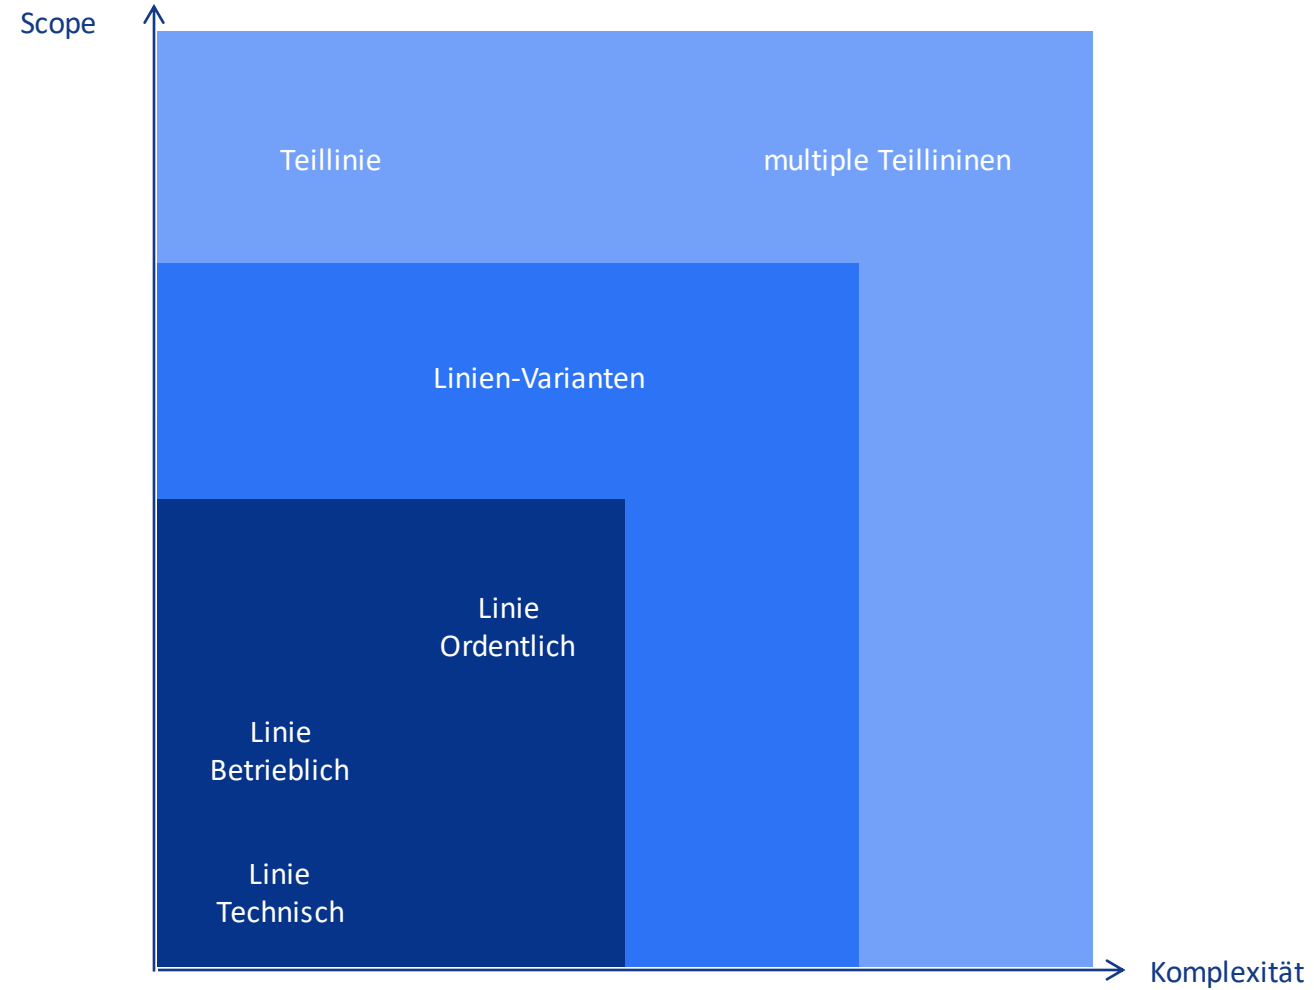 Scope
Teillinie
multiple Teillininen
Linien-Varianten
Linie
Ordentlich
Linie
Betrieblich
Linie
Technisch
Komplexität